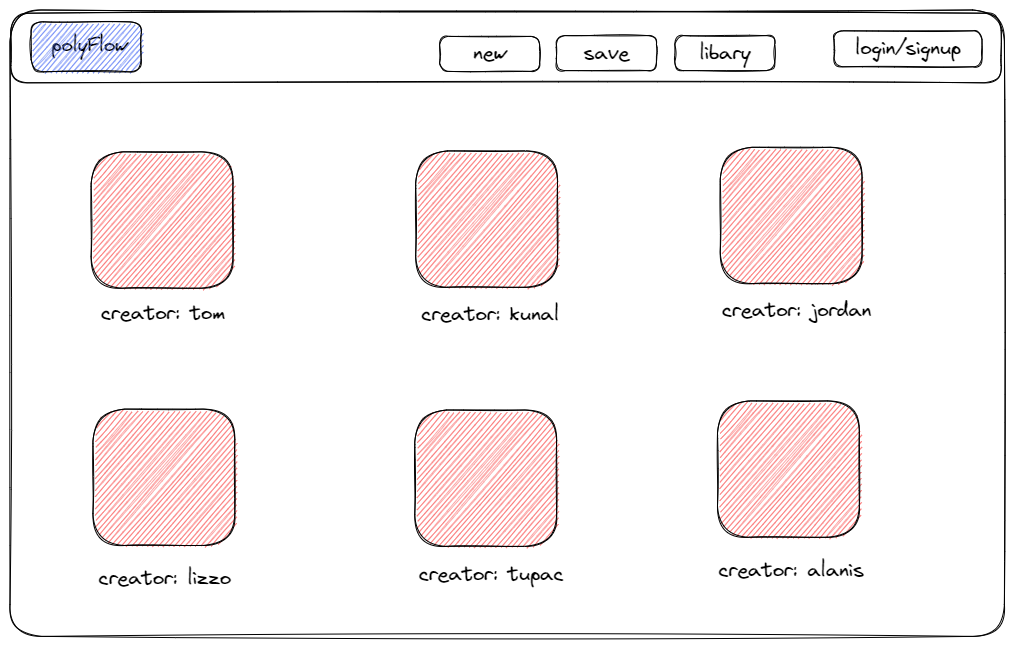 polyFlow
new
save
libary
login/signup
creator: tom
creator: kunal
creator: jordan
creator: lizzo
creator: tupac
creator: alanis